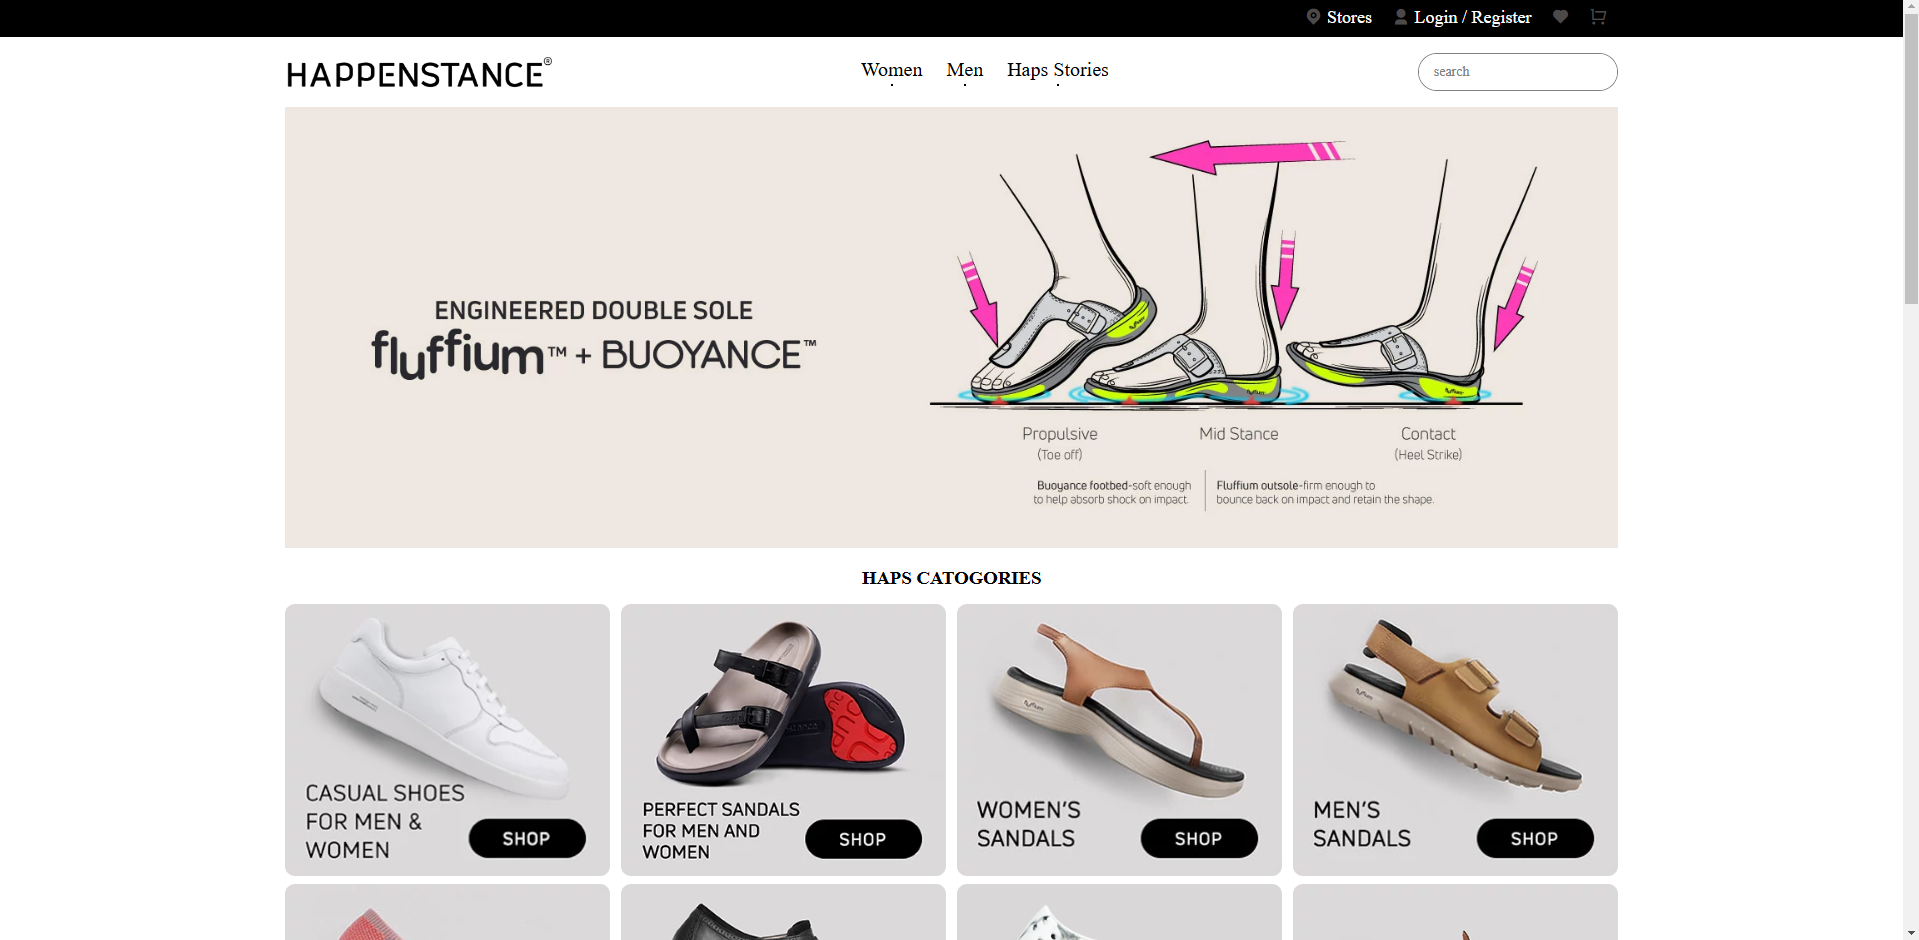 Stores
Login / Register
HAPPENSTANCE®
Women
Men
Haps Stories
search
ENGINEERED DOUBLE SOLE
fluffium™ + BUOYANCE™
Propulsive
(Toe off)
Mid Stance
Contact
(Heel Strike)
Buoyance footbed-soft enough
to help absorb shock on impact.
Fluffium outsole-firm enough to
bounce back on impact and retain the shape.
HAPS CATOGORIES
CASUAL SHOES
FOR MEN &
WOMEN
SHOP
PERFECT SANDALS
FOR MEN AND
WOMEN
SHOP
WOMEN'S
SANDALS
SHOP
MEN'S
SANDALS
SHOP